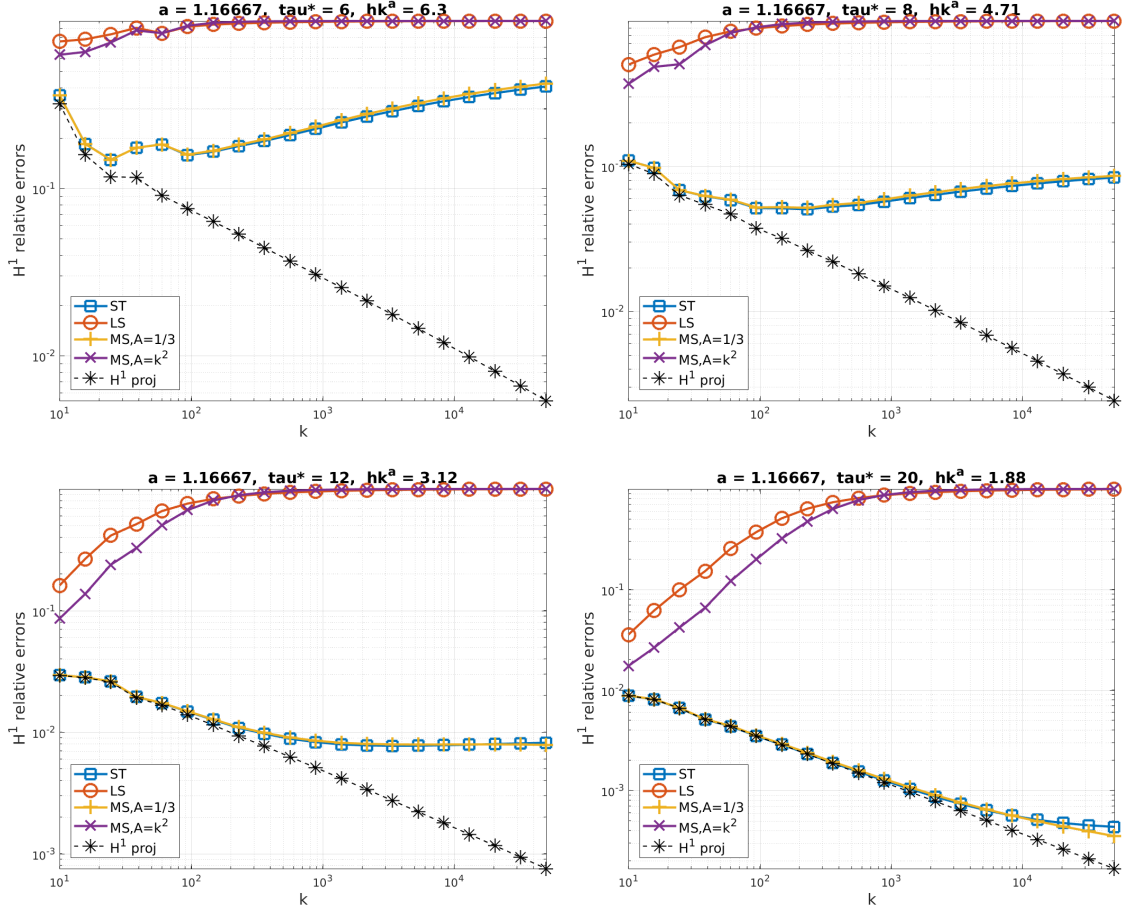 a = 1.16667, tau* = 6, hk^a = 6.3
H^1 relative errors
10^-1
10^-2
10^1 10^2 10^3 10^4
k
ST
LS
MS,A=1/3
MS,A=k^2
H^1 proj
a = 1.16667, tau* = 8, hk^a = 4.71
H^1 relative errors
10^-1
10^-2
10^1 10^2 10^3 10^4
k
ST
LS
MS,A=1/3
MS,A=k^2
H^1 proj
a = 1.16667, tau* = 12, hk^a = 3.12
H^1 relative errors
10^0
10^-1
10^-2
10^-3
10^1 10^2 10^3 10^4
k
ST
LS
MS,A=1/3
MS,A=k^2
H^1 proj
a = 1.16667, tau* = 20, hk^a = 1.88
H^1 relative errors
10^-1
10^-2
10^-3
10^1 10^2 10^3 10^4
k
ST
LS
MS,A=1/3
MS,A=k^2
H^1 proj